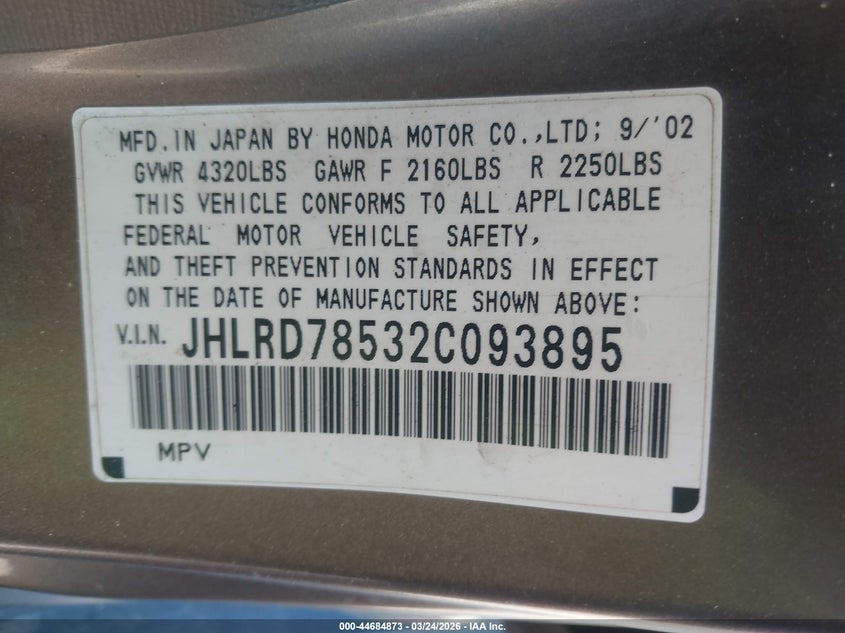 MFD.IN JAPAN BY HONDA MOTOR CO.,LTD; 9/'02
GVWR 4320LBS GAWR F 2160LBS R 2250LBS
THIS VEHICLE CONFORMS TO ALL APPLICABLE
FEDERAL MOTOR VEHICLE SAFETY,
AND THEFT PREVENTION STANDARDS IN EFFECT
ON THE DATE OF MANUFACTURE SHOWN ABOVE:
V.I.N. JHLRD78532C093895
MPV
000-44684873 - 03/24/2026 - IAA Inc.